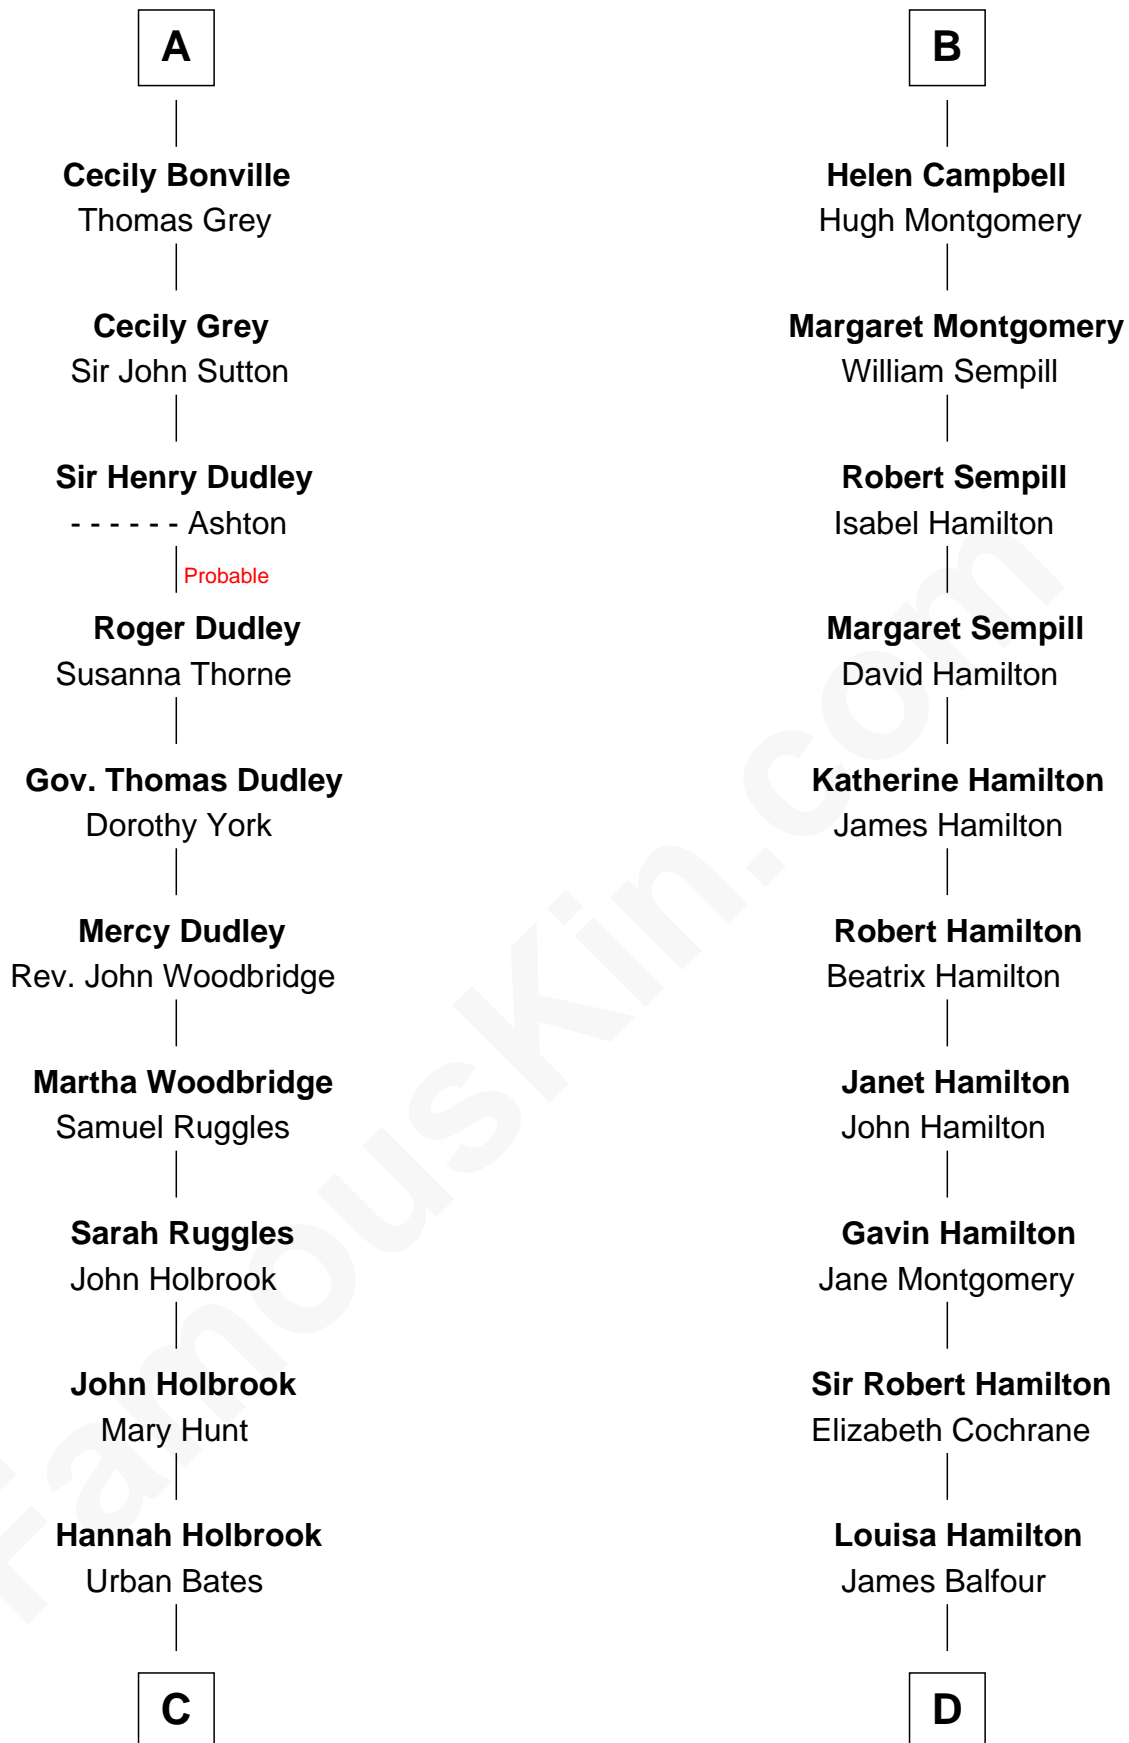 A
Cecily Bonville
Thomas Grey
Cecily Grey
Sir John Sutton
Sir Henry Dudley
- - - - - - Ashton
Probable
Roger Dudley
Susanna Thorne
Gov. Thomas Dudley
Dorothy York
Mercy Dudley
Rev. John Woodbridge
Martha Woodbridge
Samuel Ruggles
Sarah Ruggles
John Holbrook
John Holbrook
Mary Hunt
Hannah Holbrook
Urban Bates
C
B
Helen Campbell
Hugh Montgomery
Margaret Montgomery
William Sempill
Robert Sempill
Isabel Hamilton
Margaret Sempill
David Hamilton
Katherine Hamilton
James Hamilton
Robert Hamilton
Beatrix Hamilton
Janet Hamilton
John Hamilton
Gavin Hamilton
Jane Montgomery
Sir Robert Hamilton
Elizabeth Cochrane
Louisa Hamilton
James Balfour
D
FamousKin.com